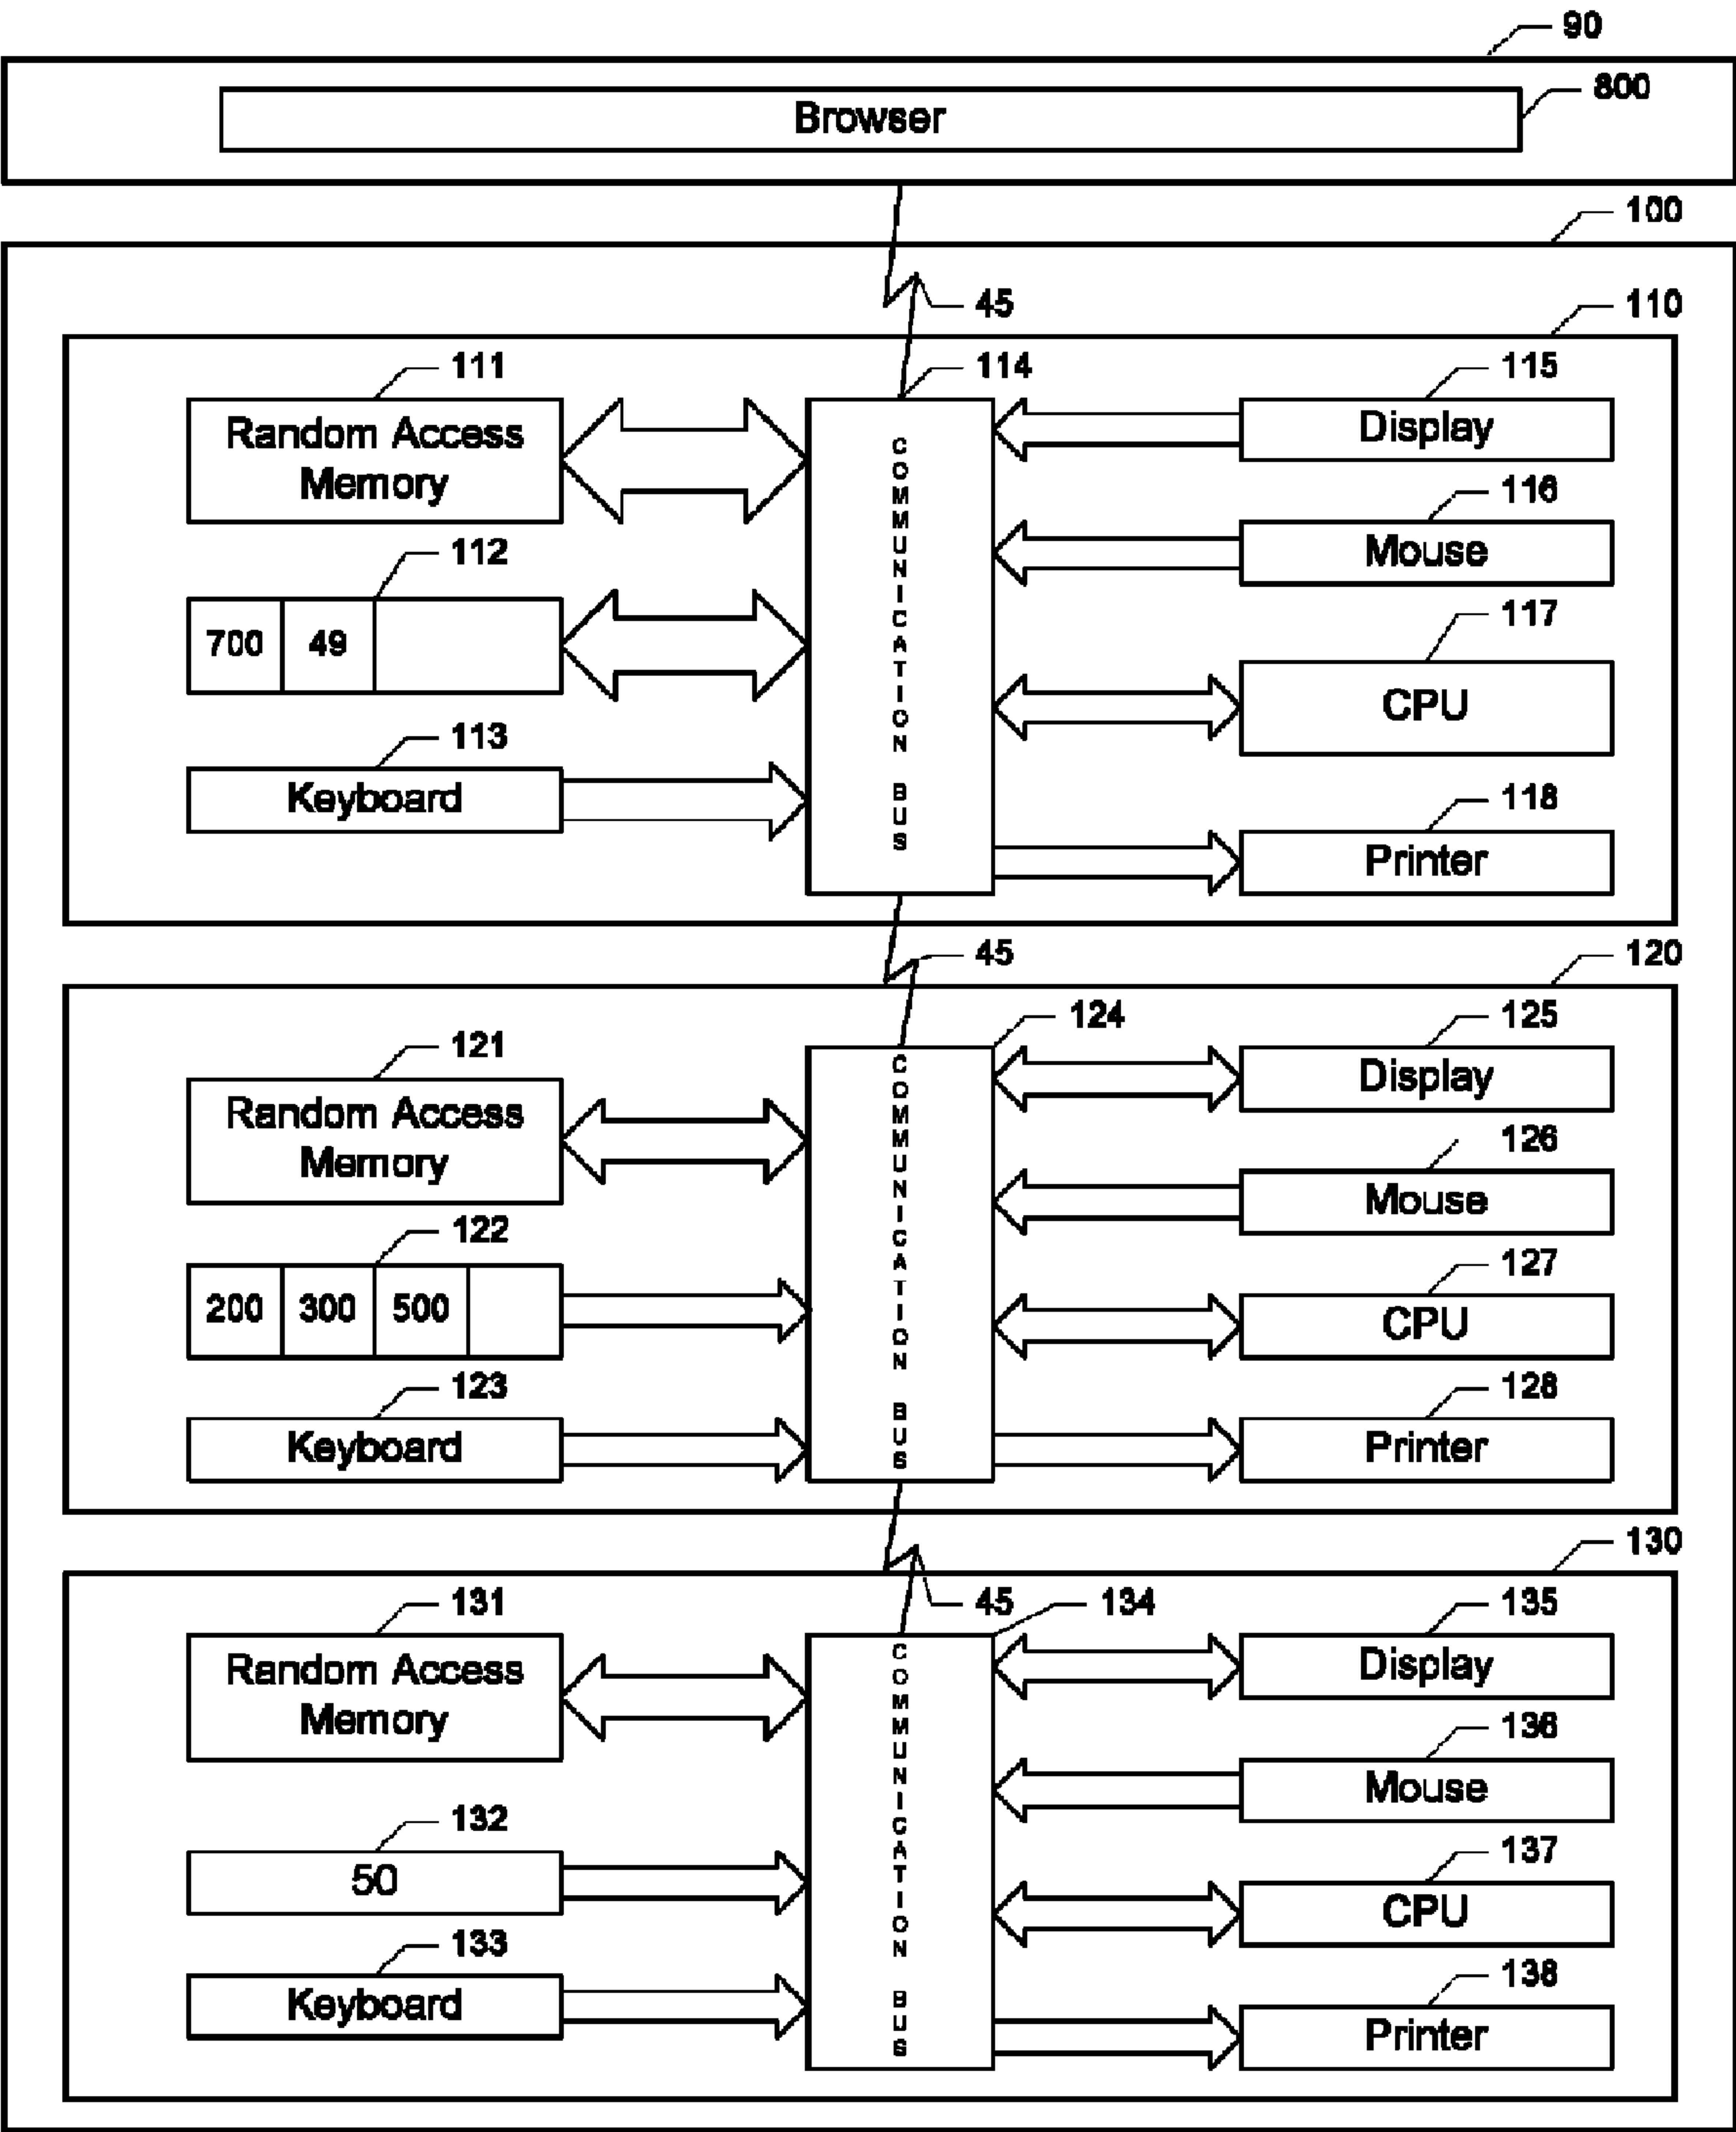 90
800
Browser
100
45
110
111
114
115
Random Access
Memory
COMMUNICATION BUS
Display
116
Mouse
112
700 49
117
CPU
113
Keyboard
118
Printer
45
120
121
124
125
Random Access
Memory
COMMUNICATION BUS
Display
126
Mouse
122
200 300 500
127
CPU
123
Keyboard
128
Printer
130
131
45
134
135
Random Access
Memory
COMMUNICATION BUS
Display
136
Mouse
132
50
137
CPU
133
Keyboard
138
Printer